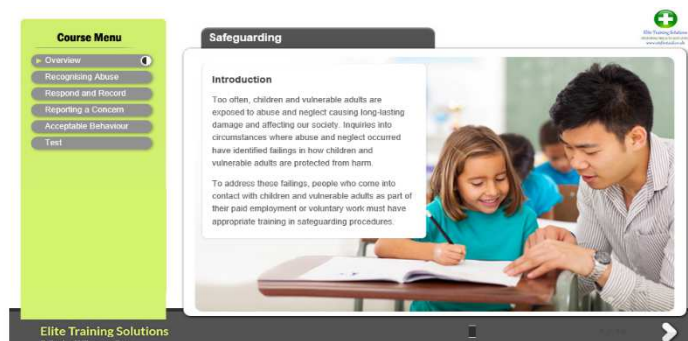 Course Menu
Overview
Recognising Abuse
Respond and Record
Reporting a Concern
Acceptable Behaviour
Test
Safeguarding
Elite Training Solutions
Introduction
Too often, children and vulnerable adults are
exposed to abuse and neglect causing long-lasting
damage and affecting our society. Inquiries into
circumstances where abuse and neglect occurred
have identified failings in how children and
vulnerable adults are protected from harm.
To address these failings, people who come into
contact with children and vulnerable adults as part of
their paid employment or voluntary work must have
appropriate training in safeguarding procedures.
Elite Training Solutions